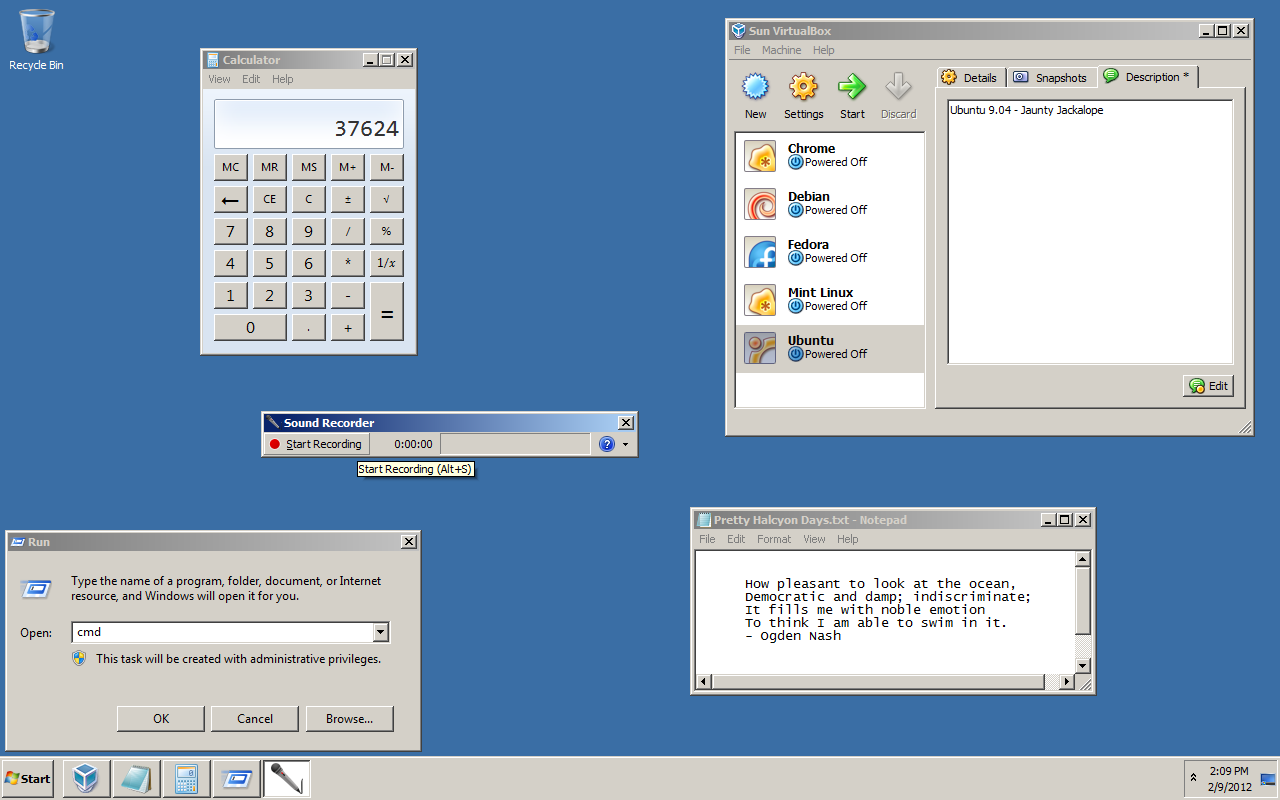 Recycle Bin
Calculator
View Edit Help
37624
MC MR MS M+ M-
← CE C ± √
7 8 9 / %
4 5 6 * 1/x
1 2 3 - =
0 . +
Sun VirtualBox
File Machine Help
New Settings Start Discard
Details Snapshots Description *
Ubuntu 9.04 - Jaunty Jackalope
Chrome
Powered Off
Debian
Powered Off
Fedora
Powered Off
Mint Linux
Powered Off
Ubuntu
Powered Off
Edit
Sound Recorder
Start Recording 0:00:00 ?
Start Recording (Alt+S)
Run
Type the name of a program, folder, document, or Internet
resource, and Windows will open it for you.
Open: cmd
This task will be created with administrative privileges.
OK Cancel Browse...
Pretty Halcyon Days.txt - Notepad
File Edit Format View Help
How pleasant to look at the ocean,
Democratic and damp; indiscriminate;
It fills me with noble emotion
To think I am able to swim in it.
- Ogden Nash
Start
2:09 PM
2/9/2012